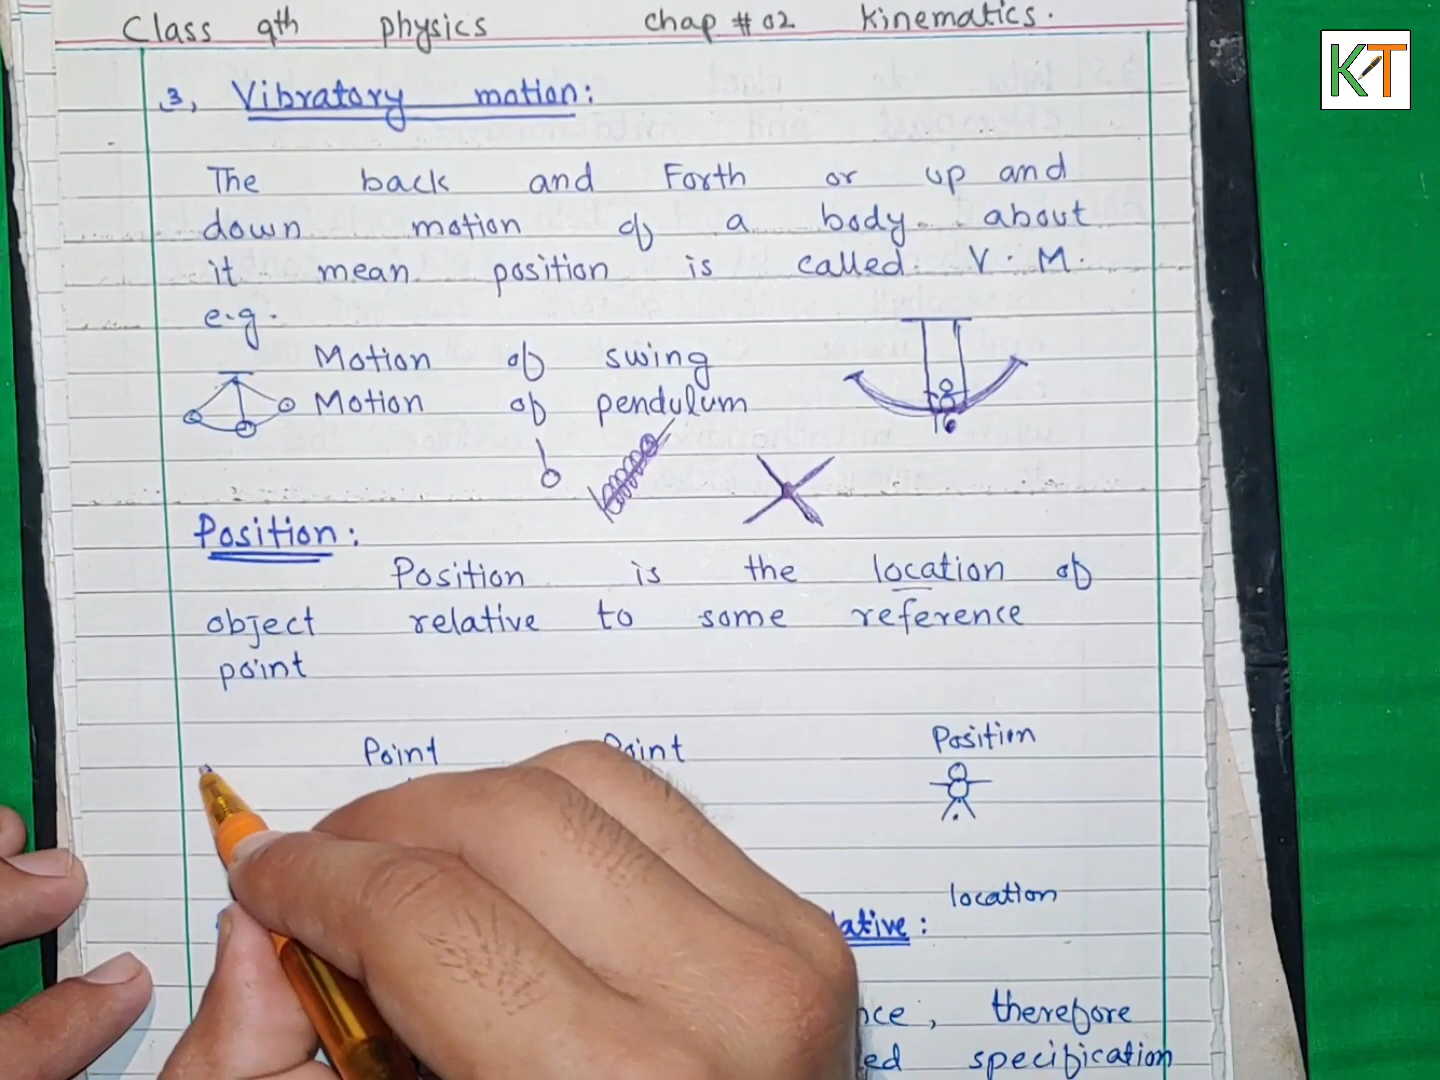 Class 9th physics chap # 02 kinematics.
KT
3, Vibratory motion:
The back and Forth or up and
down motion of a body about
it mean position is called V.M.
e.g.
Motion of swing
Motion of pendulum
Position:
Position is the location of
object relative to some reference
point
Point Point Position
location
ative:
nce, therefore
ed specification